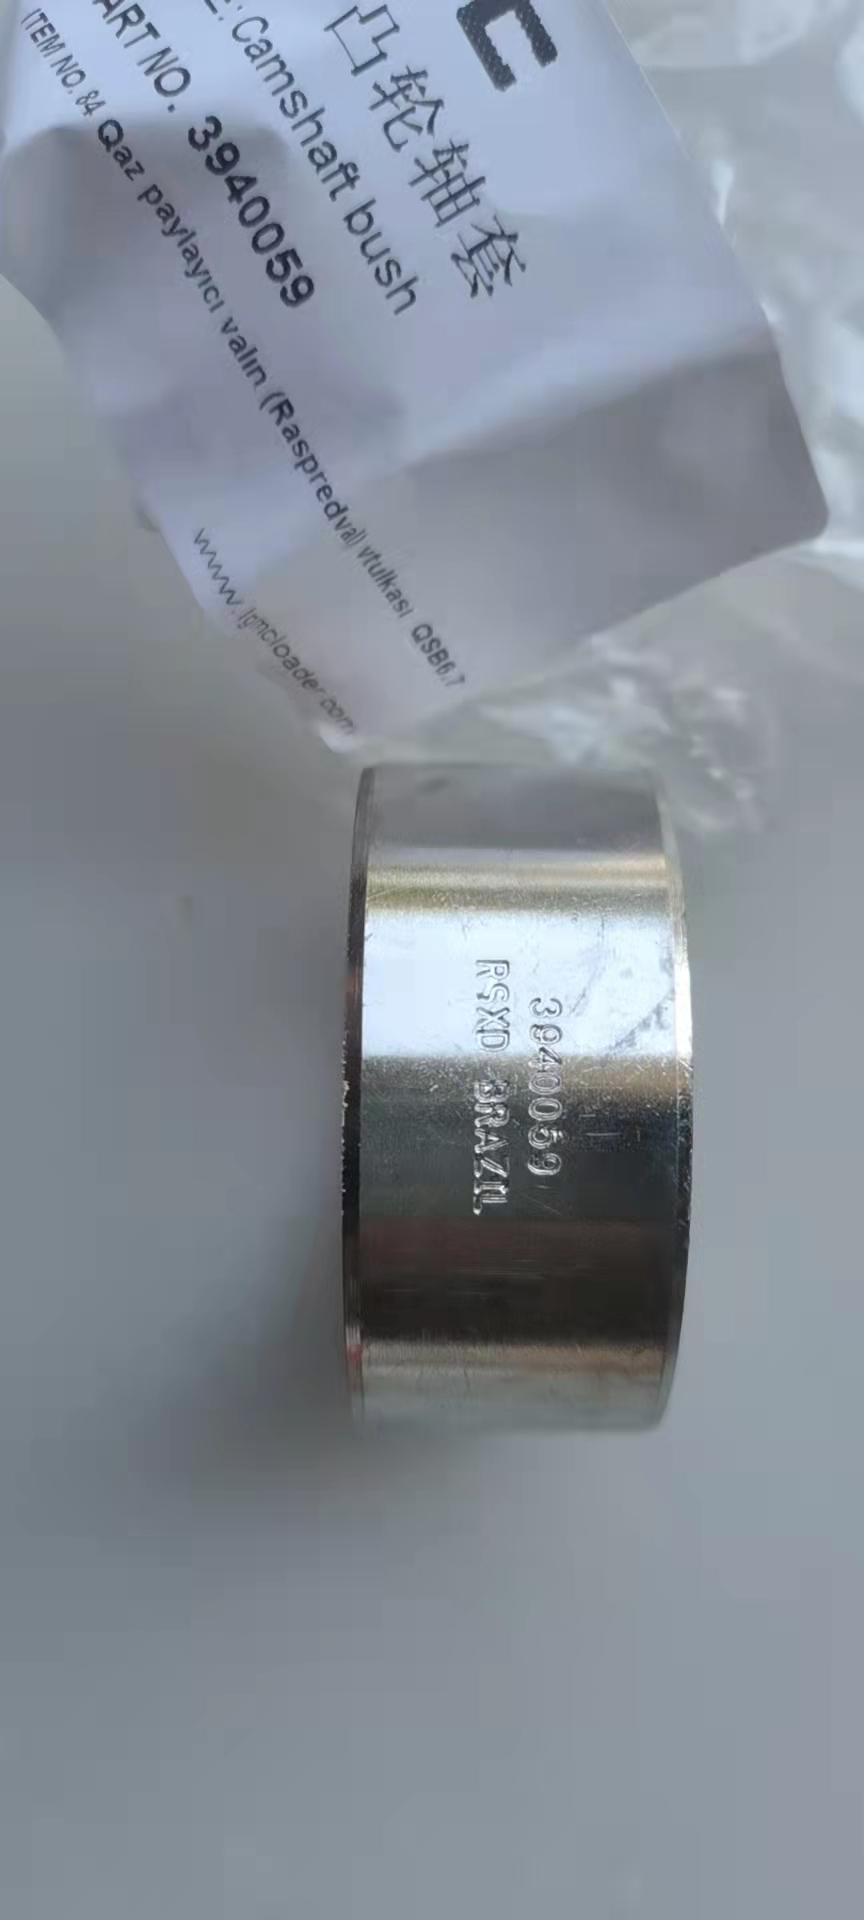 C
凸轮轴套
E: Camshaft bush
ART NO. 3940059
ITEM NO. 84 Qaz paylayıcı valın (Raspredval) vtulkası QSB6.7
www.lgmcloader.com
3940059
RSXD BRAZIL